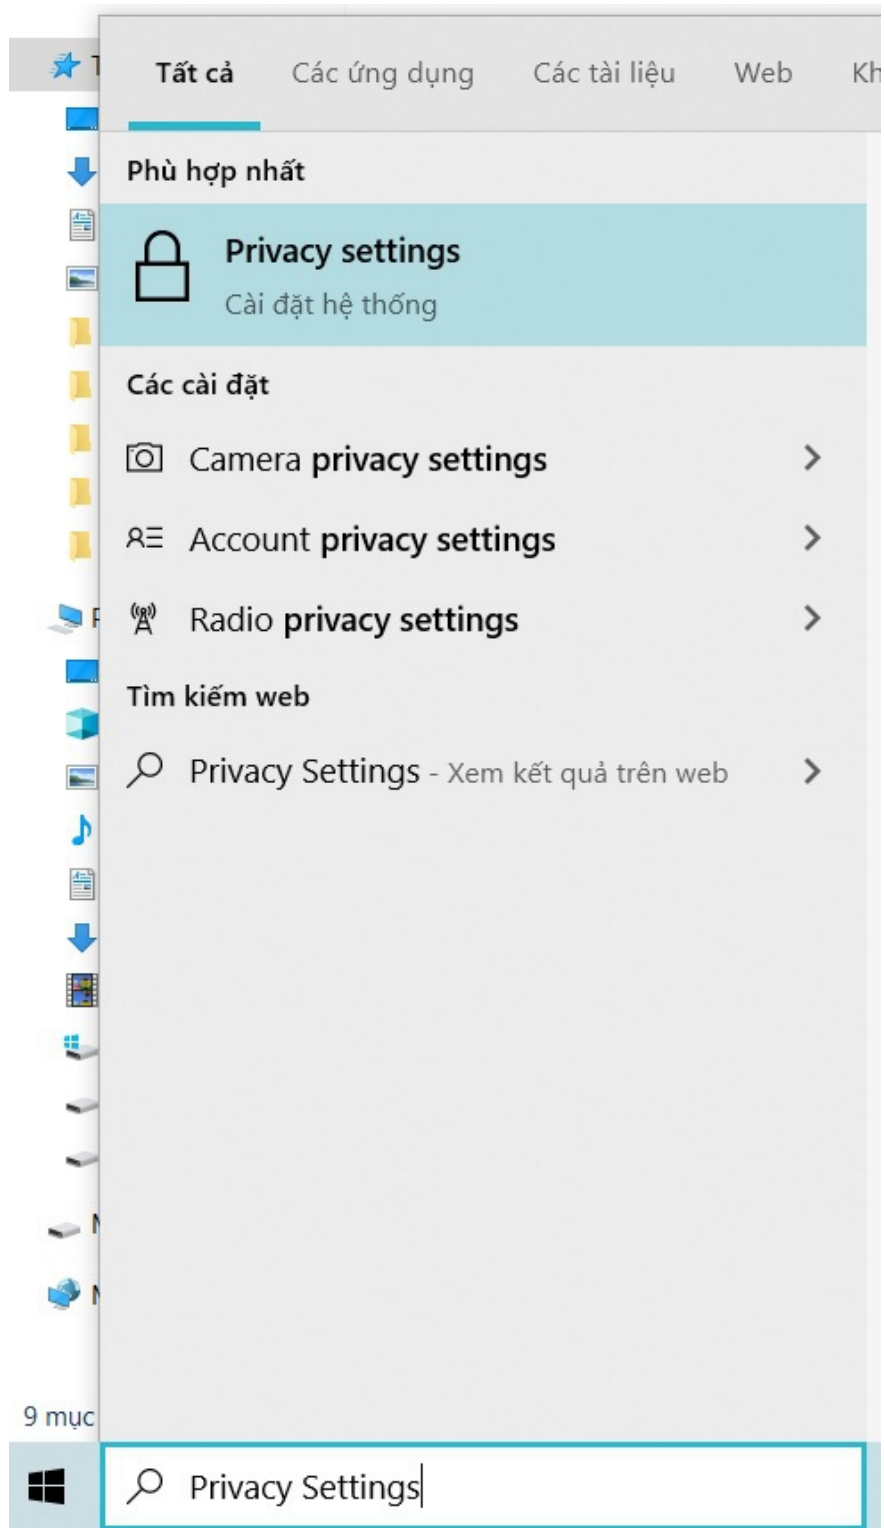 Tất cả Các ứng dụng Các tài liệu Web
Phù hợp nhất
Privacy settings
Cài đặt hệ thống
Các cài đặt
Camera privacy settings
Account privacy settings
Radio privacy settings
Tìm kiếm web
Privacy Settings - Xem kết quả trên web
9 mục
Privacy Settings